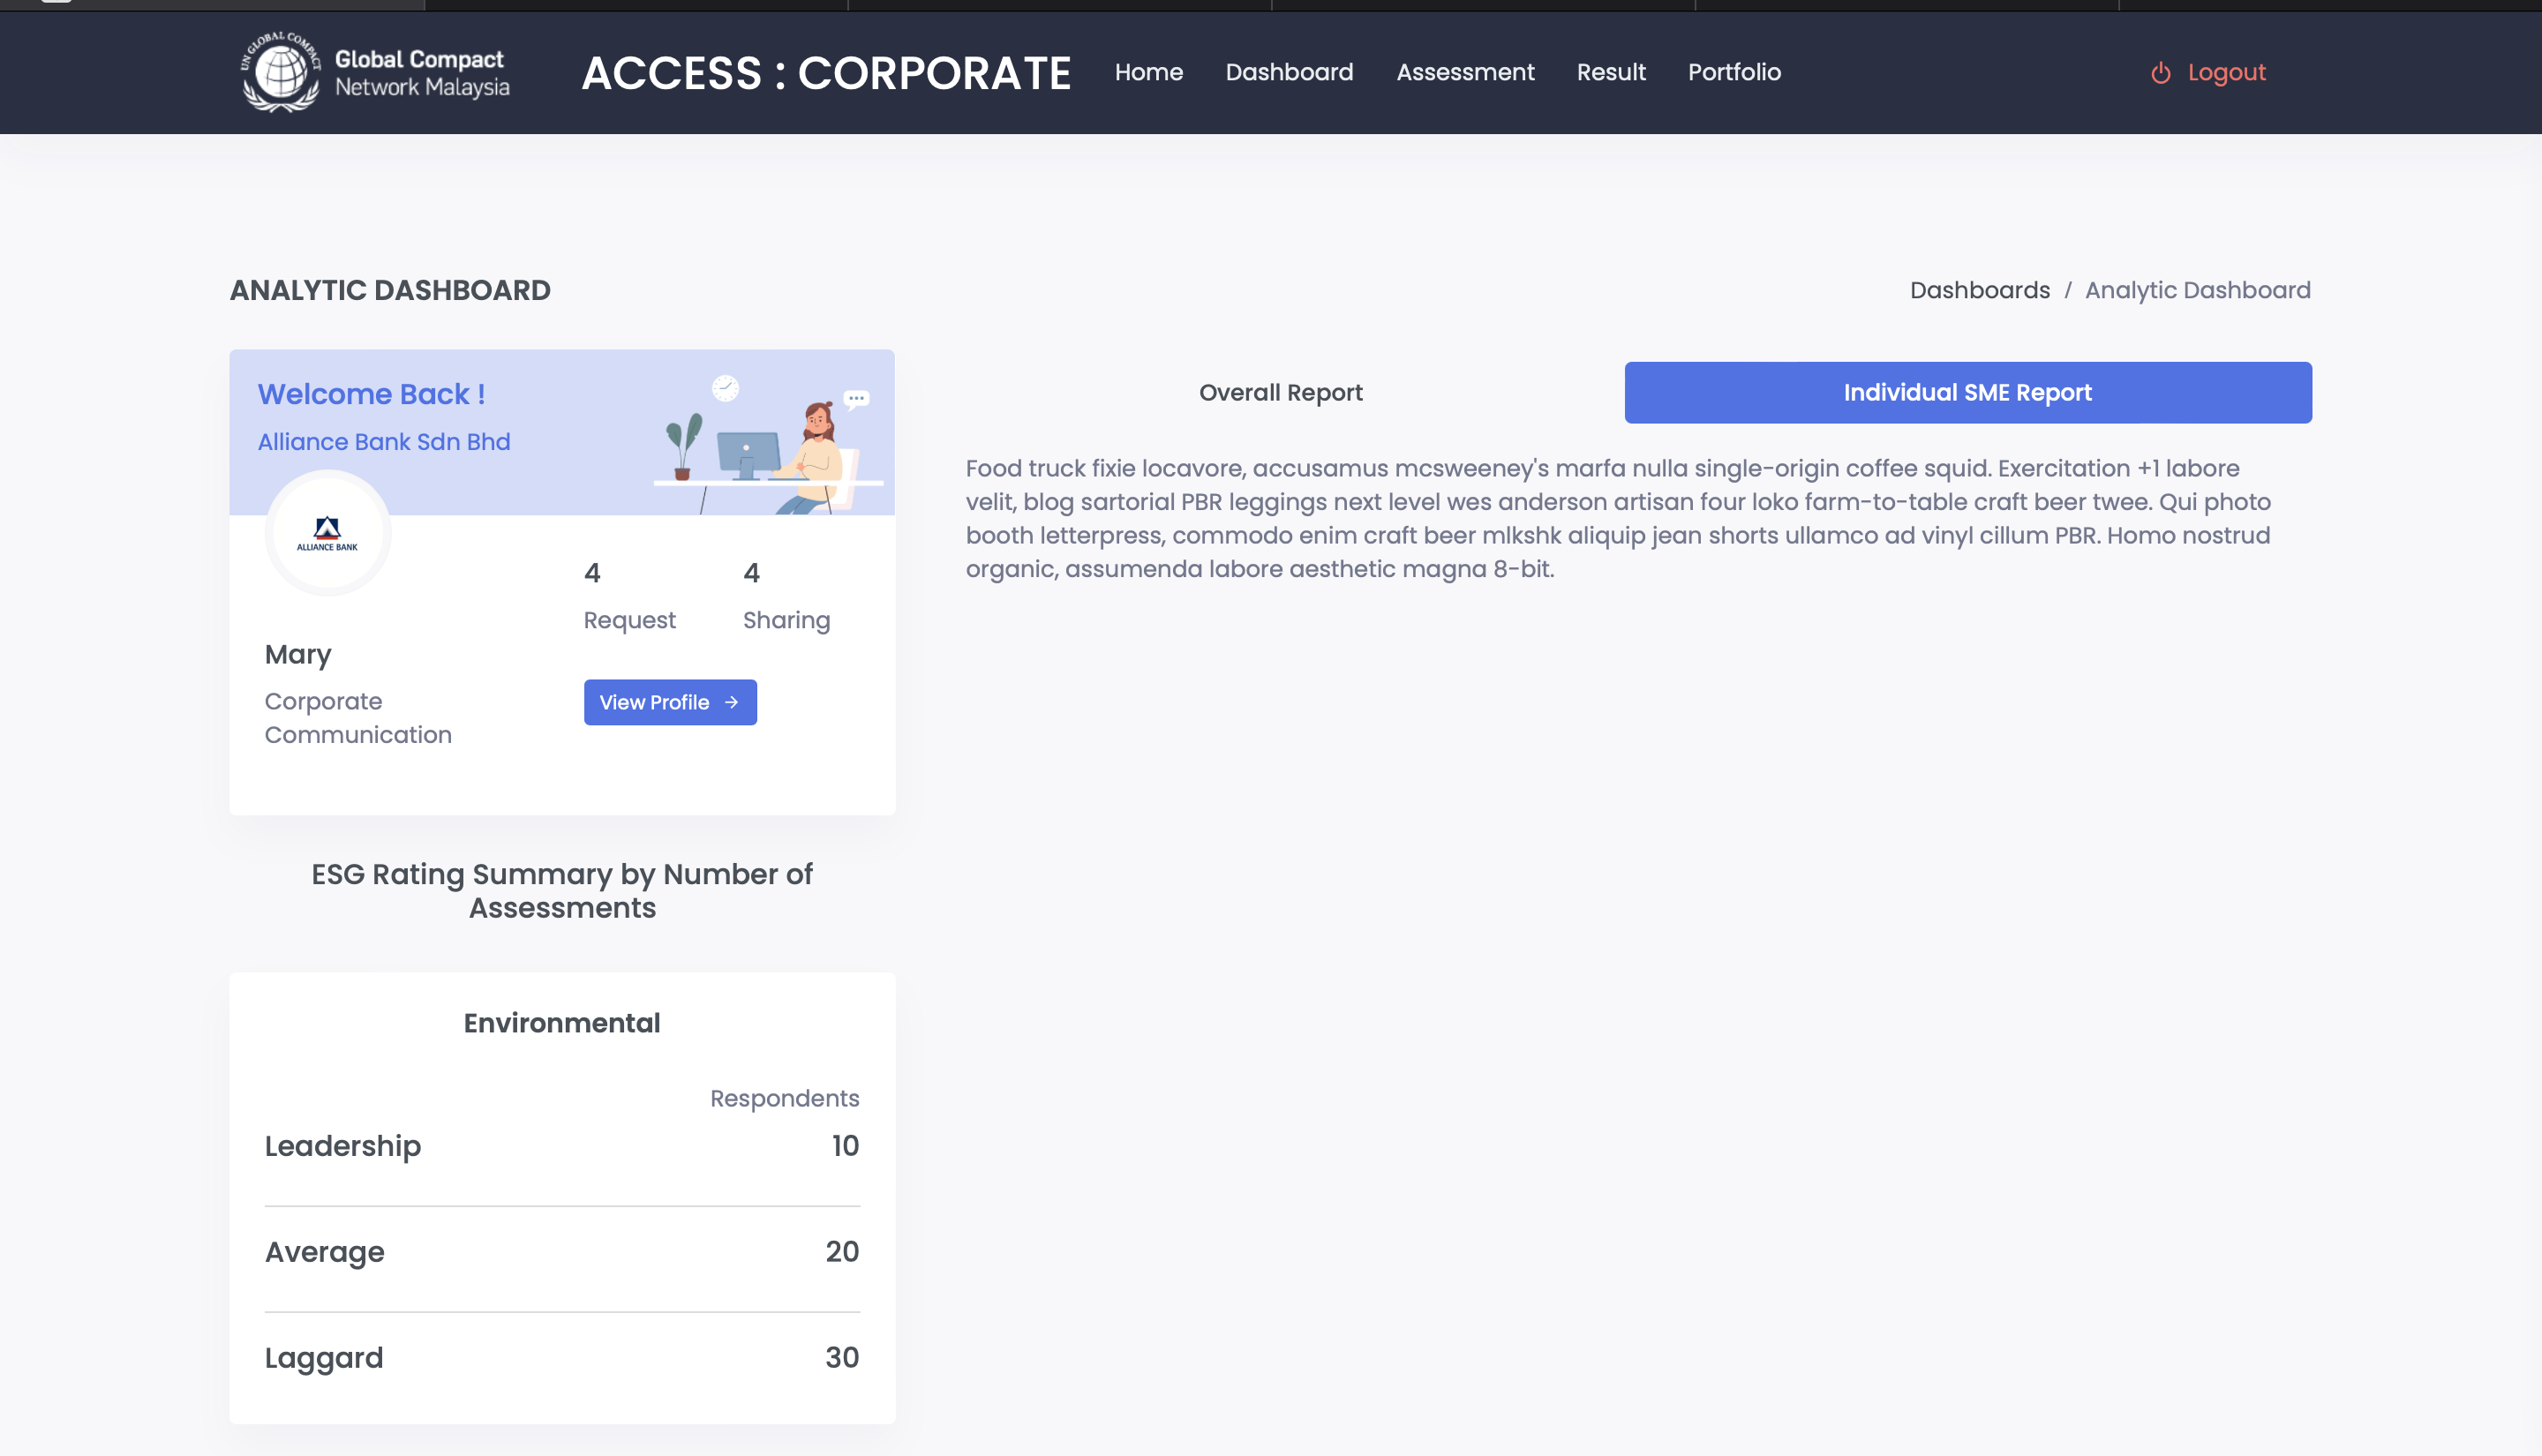 UN GLOBAL COMPACT
Global Compact
Network Malaysia
ACCESS : CORPORATE
Home
Dashboard
Assessment
Result
Portfolio
Logout
ANALYTIC DASHBOARD
Dashboards / Analytic Dashboard
Welcome Back !
Alliance Bank Sdn Bhd
ALLIANCE BANK
4
Request
4
Sharing
Mary
Corporate
Communication
View Profile →
Overall Report
Individual SME Report
Food truck fixie locavore, accusamus mcsweeney's marfa nulla single-origin coffee squid. Exercitation +1 labore
velit, blog sartorial PBR leggings next level wes anderson artisan four loko farm-to-table craft beer twee. Qui photo
booth letterpress, commodo enim craft beer mlkshk aliquip jean shorts ullamco ad vinyl cillum PBR. Homo nostrud
organic, assumenda labore aesthetic magna 8-bit.
ESG Rating Summary by Number of
Assessments
Environmental
Respondents
Leadership 10
Average 20
Laggard 30